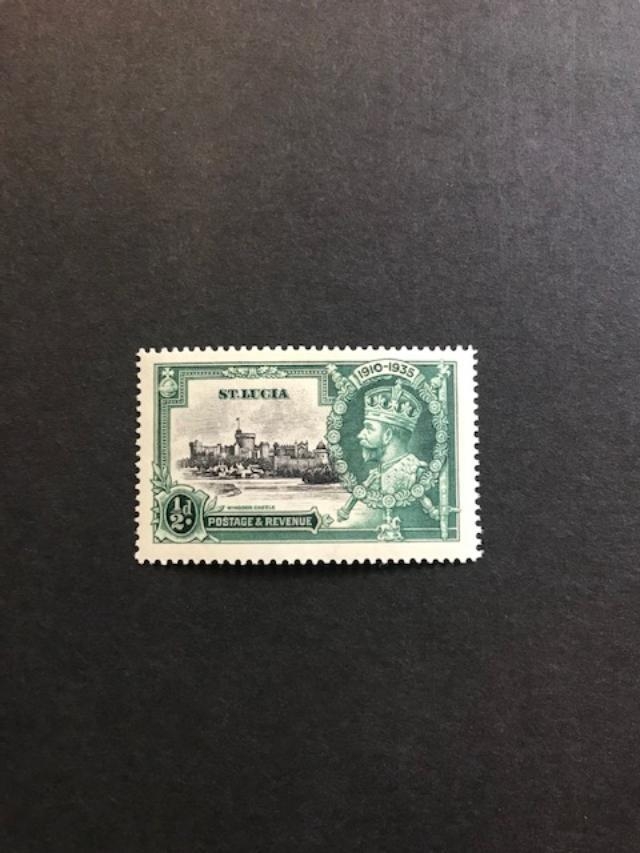 1910-1935
ST. LUCIA
WINDSOR CASTLE
½d.
POSTAGE & REVENUE